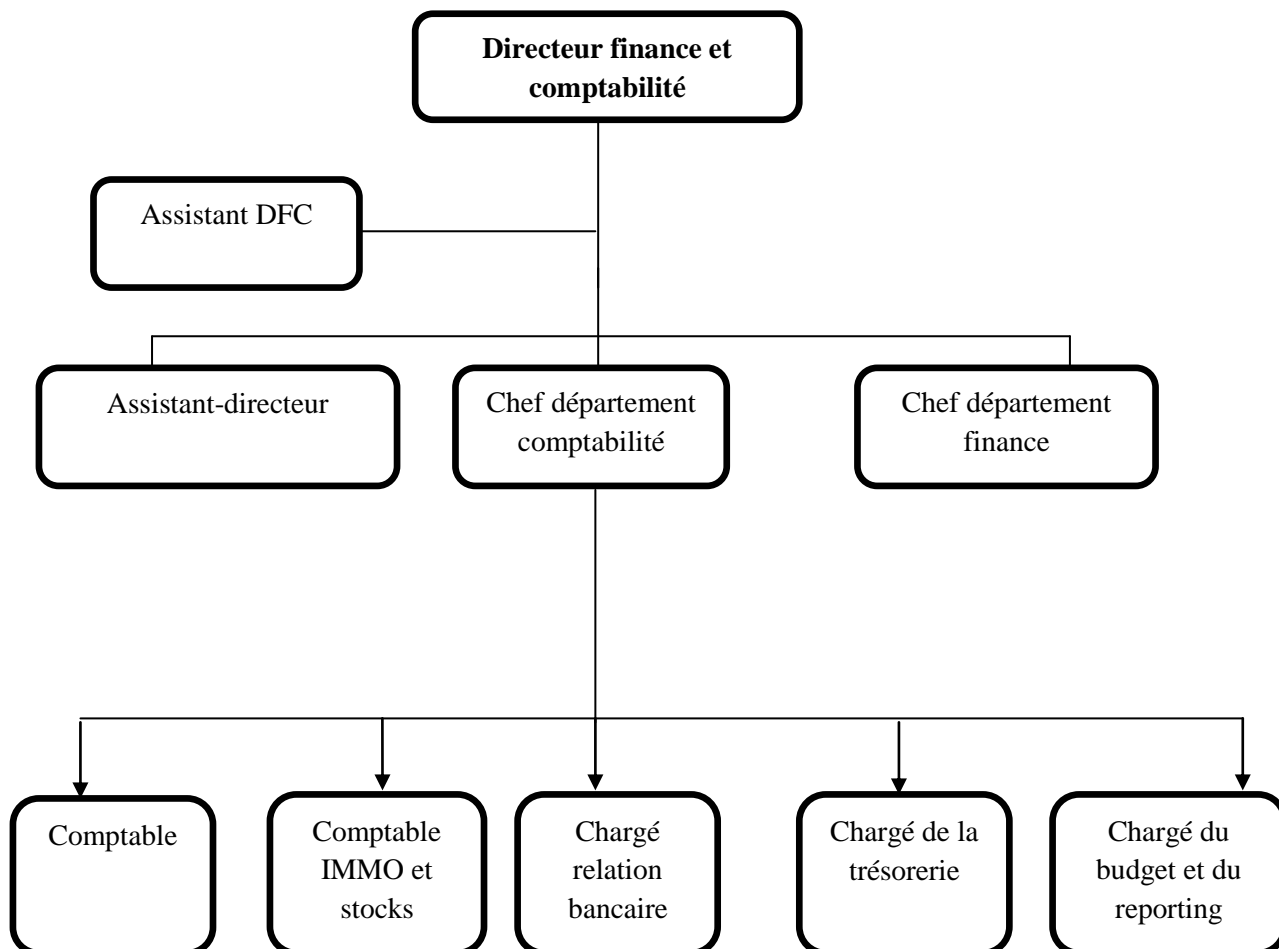 Directeur finance et
comptabilité
Assistant DFC
Assistant-directeur
Chef département
comptabilité
Chef département
finance
Comptable
Comptable
IMMO et
stocks
Chargé
relation
bancaire
Chargé de la
trésorerie
Chargé du
budget et du
reporting